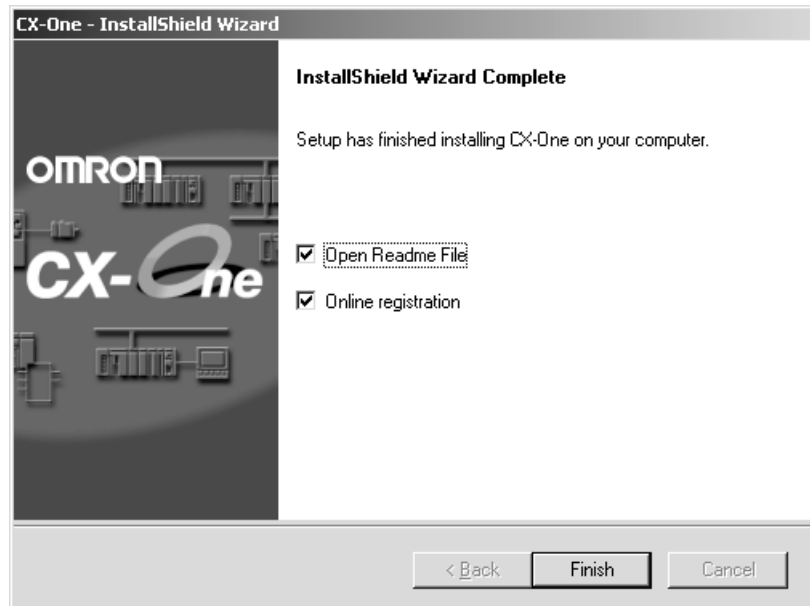 CX-One - InstallShield Wizard
InstallShield Wizard Complete
Setup has finished installing CX-One on your computer.
OMRON
CX-One
Open Readme File
Online registration
< Back
Finish
Cancel